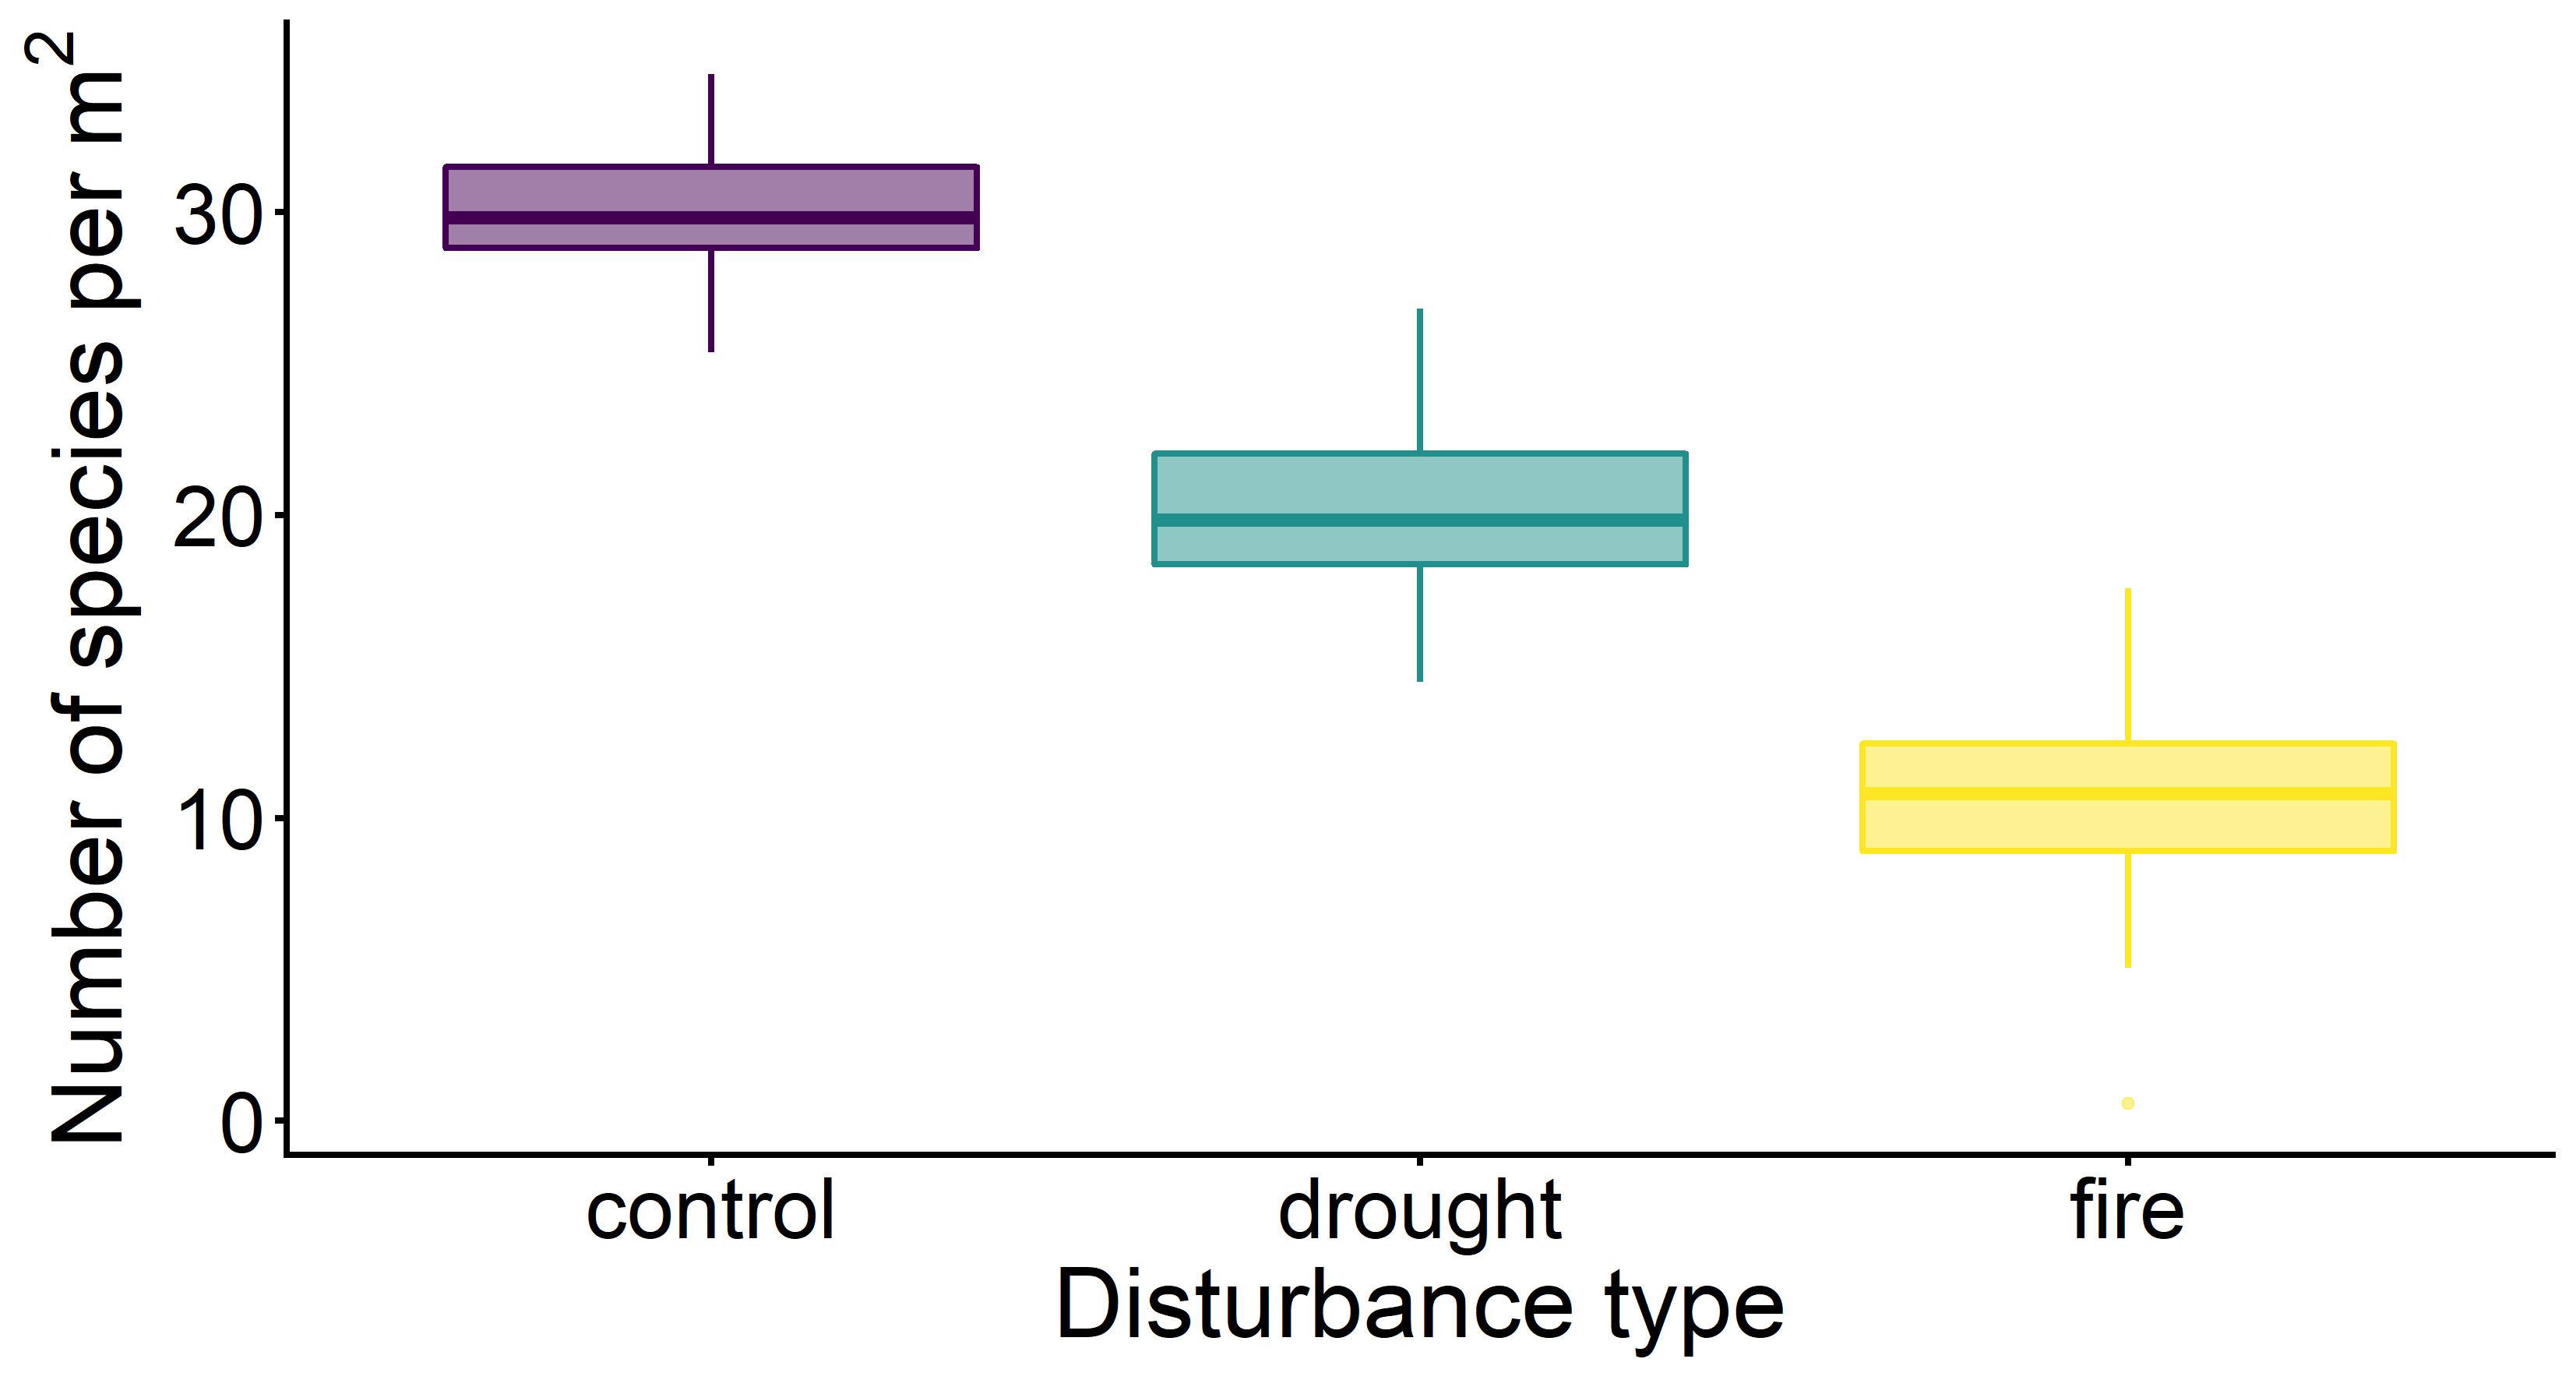 Number of species per m²
30
20
10
0
control drought fire
Disturbance type